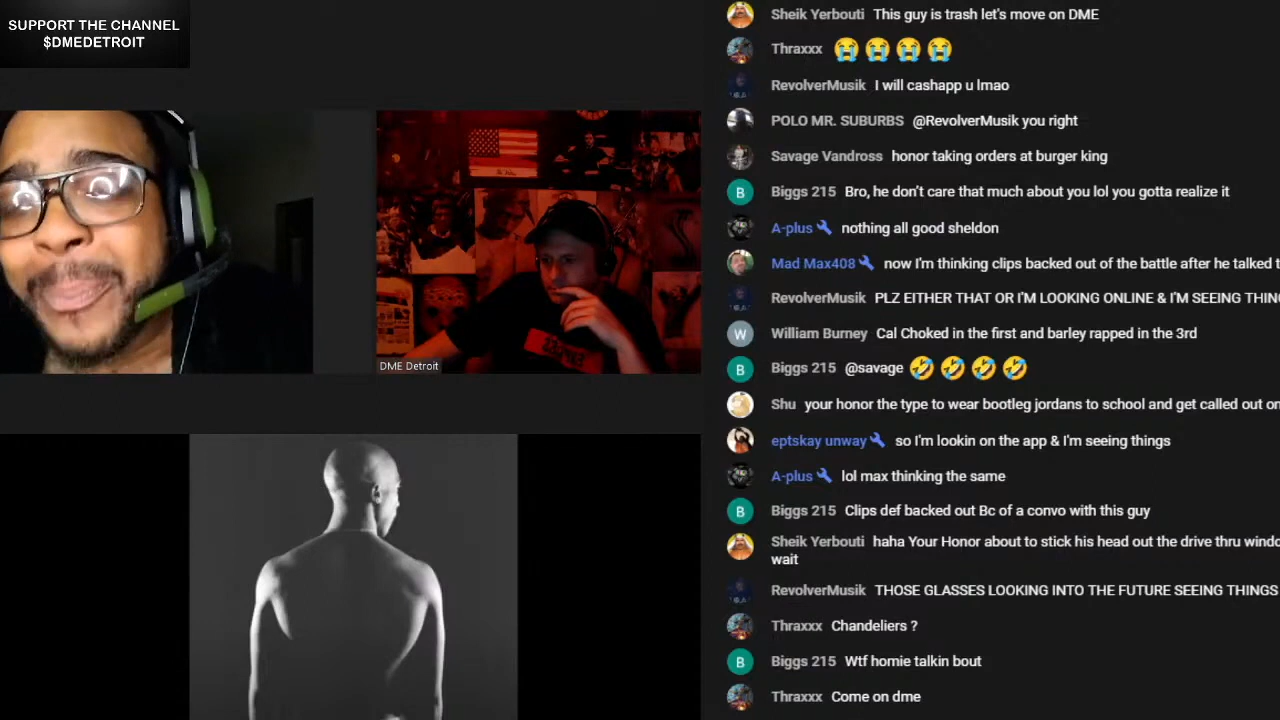 SUPPORT THE CHANNEL
$DMEDETROIT
DME Detroit
Sheik Yerbouti This guy is trash let's move on DME
Thraxxx 😭😭😭😭
RevolverMusik I will cashapp u lmao
POLO MR. SUBURBS @RevolverMusik you right
Savage Vandross honor taking orders at burger king
B Biggs 215 Bro, he don't care that much about you lol you gotta realize it
A-plus nothing all good sheldon
Mad Max408 now I'm thinking clips backed out of the battle after he talked
RevolverMusik PLZ EITHER THAT OR I'M LOOKING ONLINE & I'M SEEING
W William Burney Cal Choked in the first and barley rapped in the 3rd
B Biggs 215 @savage 🤣🤣🤣🤣
Shu your honor the type to wear bootleg jordans to school and get called out
eptskay unway so I'm lookin on the app & I'm seeing things
A-plus lol max thinking the same
B Biggs 215 Clips def backed out Bc of a convo with this guy
Sheik Yerbouti haha Your Honor about to stick his head out the drive thru
wait
RevolverMusik THOSE GLASSES LOOKING INTO THE FUTURE SEEING THINGS
Thraxxx Chandeliers ?
B Biggs 215 Wtf homie talkin bout
Thraxxx Come on dme